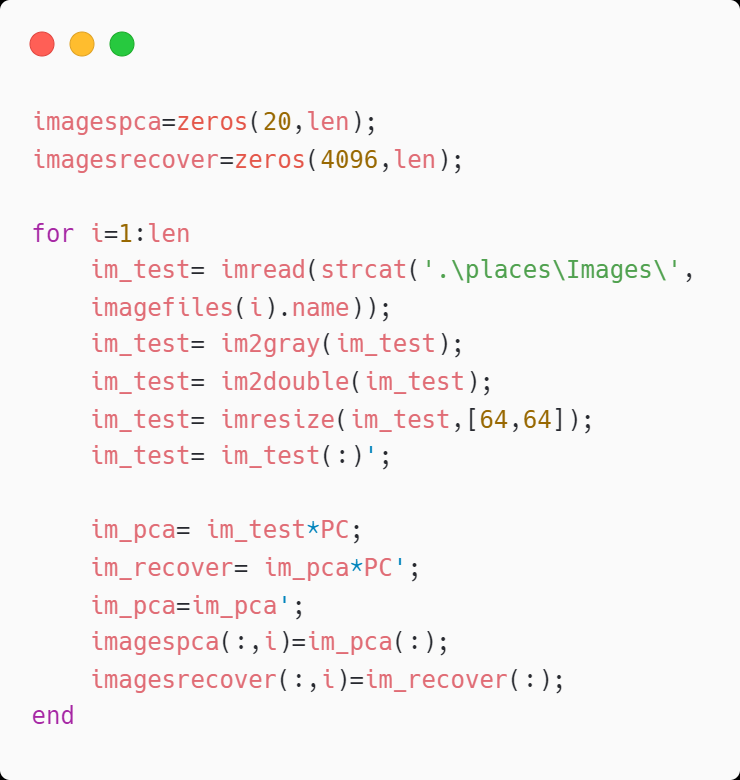 imagespca=zeros(20,len);
imagesrecover=zeros(4096,len);

for i=1:len
    im_test= imread(strcat('.\places\Images\',
    imagefiles(i).name));
    im_test= im2gray(im_test);
    im_test= im2double(im_test);
    im_test= imresize(im_test,[64,64]);
    im_test= im_test(:)';

    im_pca= im_test*PC;
    im_recover= im_pca*PC';
    im_pca=im_pca';
    imagespca(:,i)=im_pca(:);
    imagesrecover(:,i)=im_recover(:);
end